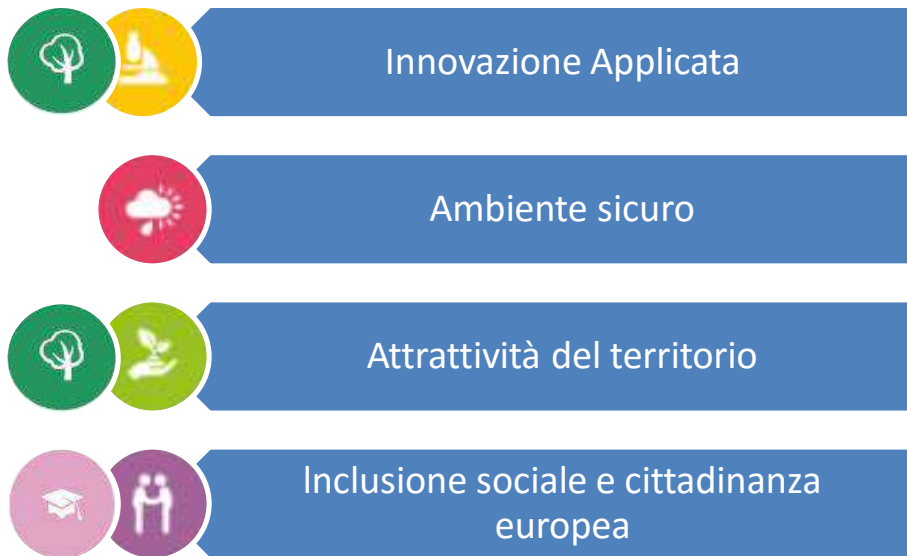 Innovazione Applicata
Ambiente sicuro
Attrattività del territorio
Inclusione sociale e cittadinanza
europea